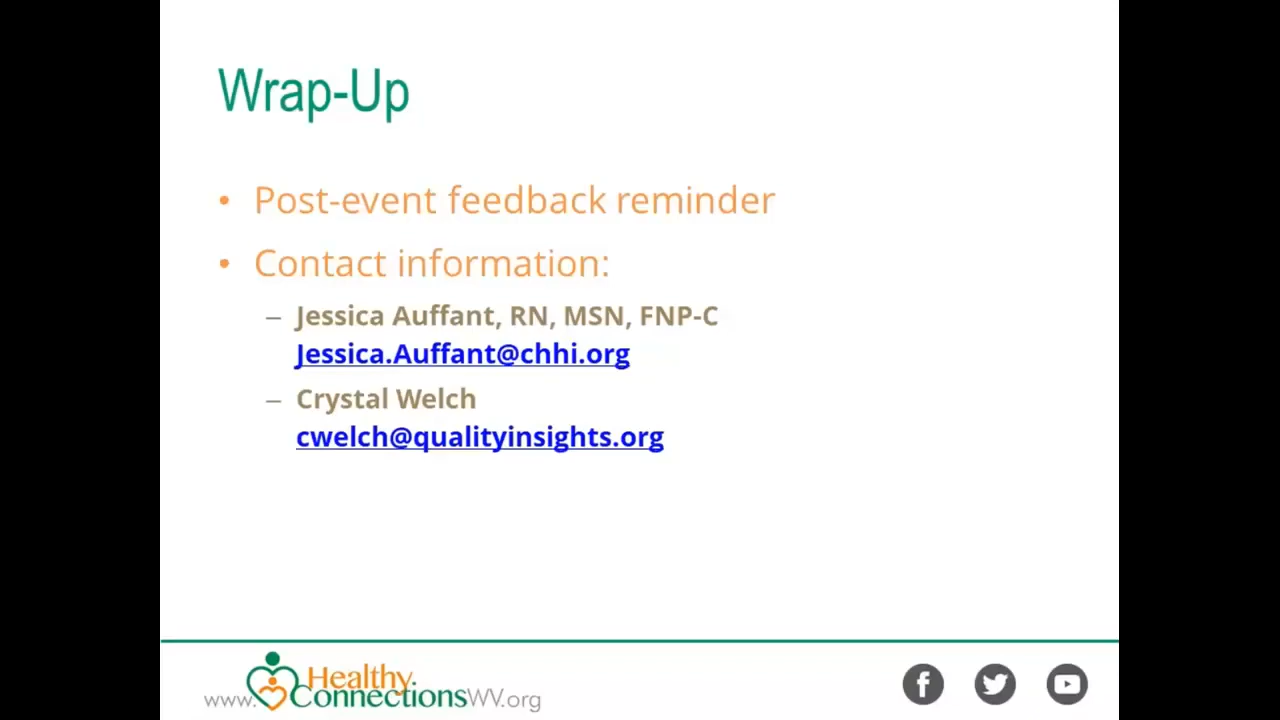 Wrap-Up
• Post-event feedback reminder
• Contact information:
– Jessica Auffant, RN, MSN, FNP-C
Jessica.Auffant@chhi.org
– Crystal Welch
cwelch@qualityinsights.org
www.HealthyConnectionsWV.org